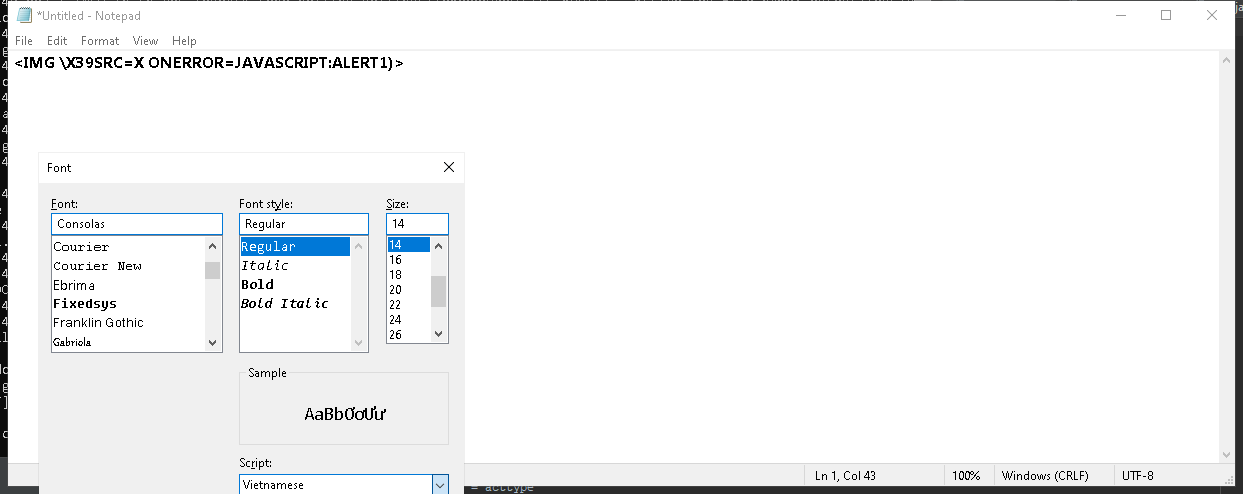 *Untitled - Notepad
File Edit Format View Help
<IMG \X39SRC=X ONERROR=JAVASCRIPT:ALERT1)>
Font
Font: Font style: Size:
Consolas Regular 14
Courier Regular 14
Courier New Italic 16
Ebrima Bold 18
Fixedsys Bold Italic 20
Franklin Gothic 22
Gabriola 24
26
Sample
AaBbƠơƯư
Script:
Vietnamese
Ln 1, Col 43 100% Windows (CRLF) UTF-8
= acctype